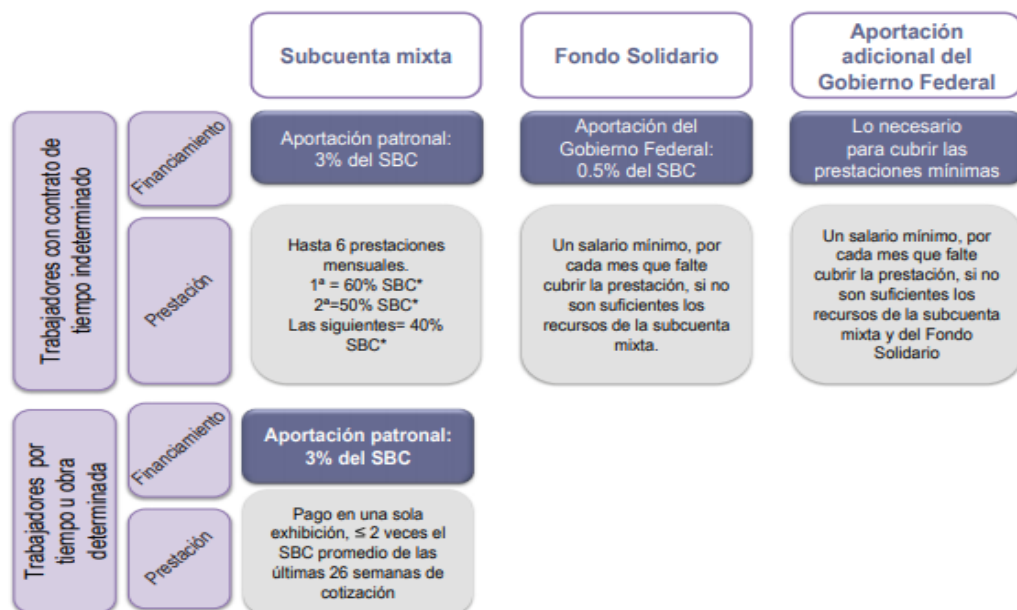 Subcuenta mixta
Fondo Solidario
Aportación
adicional del
Gobierno Federal
Trabajadores con contrato de
tiempo indeterminado
Financiamiento
Aportación patronal:
3% del SBC
Aportación del
Gobierno Federal:
0.5% del SBC
Lo necesario
para cubrir las
prestaciones mínimas
Prestación
Hasta 6 prestaciones
mensuales.
1ª = 60% SBC*
2ª=50% SBC*
Las siguientes= 40%
SBC*
Un salario mínimo, por
cada mes que falte
cubrir la prestación, si no
son suficientes los
recursos de la subcuenta
mixta.
Un salario mínimo, por
cada mes que falte
cubrir la prestación, si no
son suficientes los
recursos de la subcuenta
mixta y del Fondo
Solidario
Trabajadores por
tiempo u obra
determinada
Financiamiento
Aportación patronal:
3% del SBC
Prestación
Pago en una sola
exhibición, ≤ 2 veces el
SBC promedio de las
últimas 26 semanas de
cotización